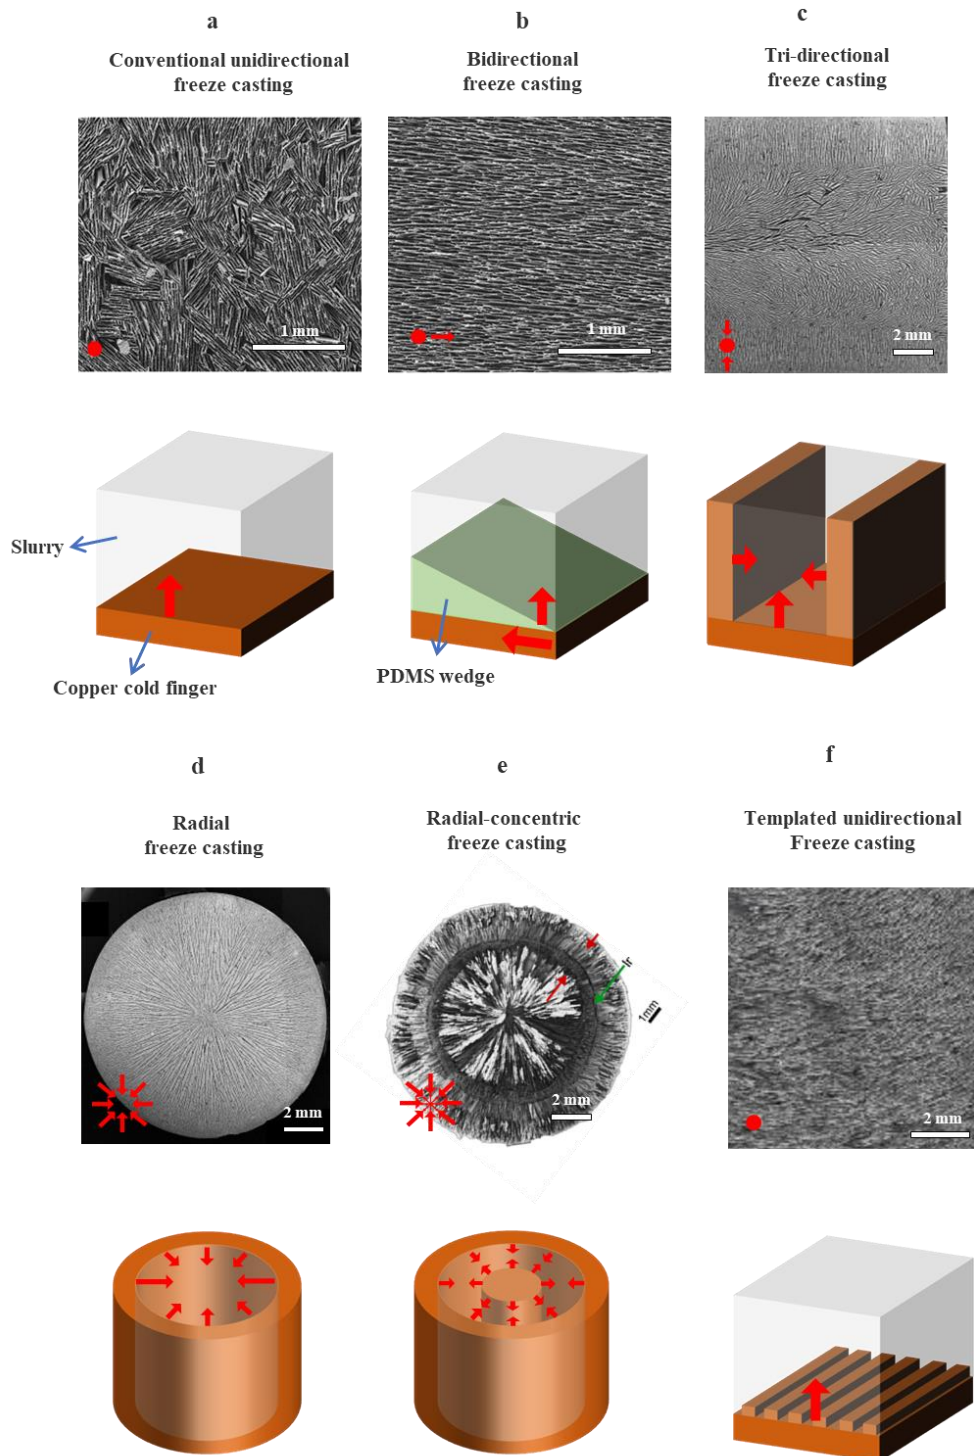 a
Conventional unidirectional
freeze casting
b
Bidirectional
freeze casting
c
Tri-directional
freeze casting
1 mm
1 mm
2 mm
Slurry
Copper cold finger
PDMS wedge
d
Radial
freeze casting
e
Radial-concentric
freeze casting
f
Templated unidirectional
Freeze casting
2 mm
Ir
1mm
2 mm
2 mm